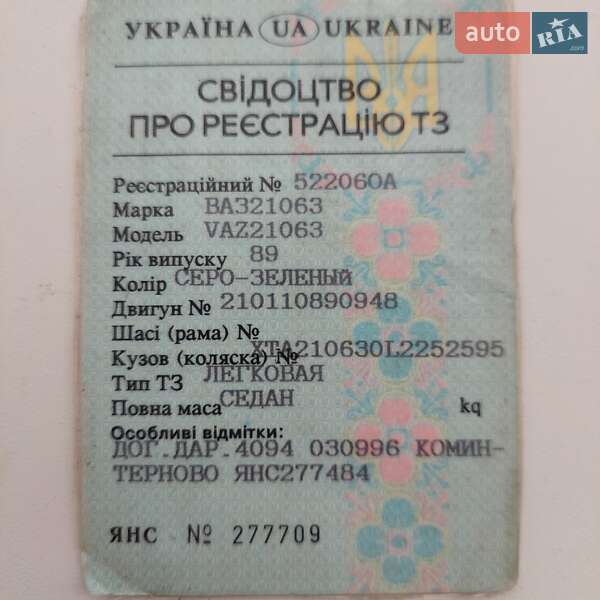 УКРАЇНА UA UKRAINE
auto RIA.com
СВІДОЦТВО
ПРО РЕЄСТРАЦІЮ ТЗ
Реєстраційний № 52206ОА
Марка ВАЗ21063
Модель VAZ21063
Рік випуску 89
Колір СЕРО-ЗЕЛЕНЫЙ
Двигун № 210110890948
Шасі (рама) №
Кузов (коляска) № XTA210630L2252595
Тип ТЗ ЛЕГКОВАЯ
Повна маса СЕДАН kq
Особливі відмітки:
ДОГ.ДАР.4094 030996 КОМИН-
ТЕРНОВО ЯНС277484
ЯНС № 277709